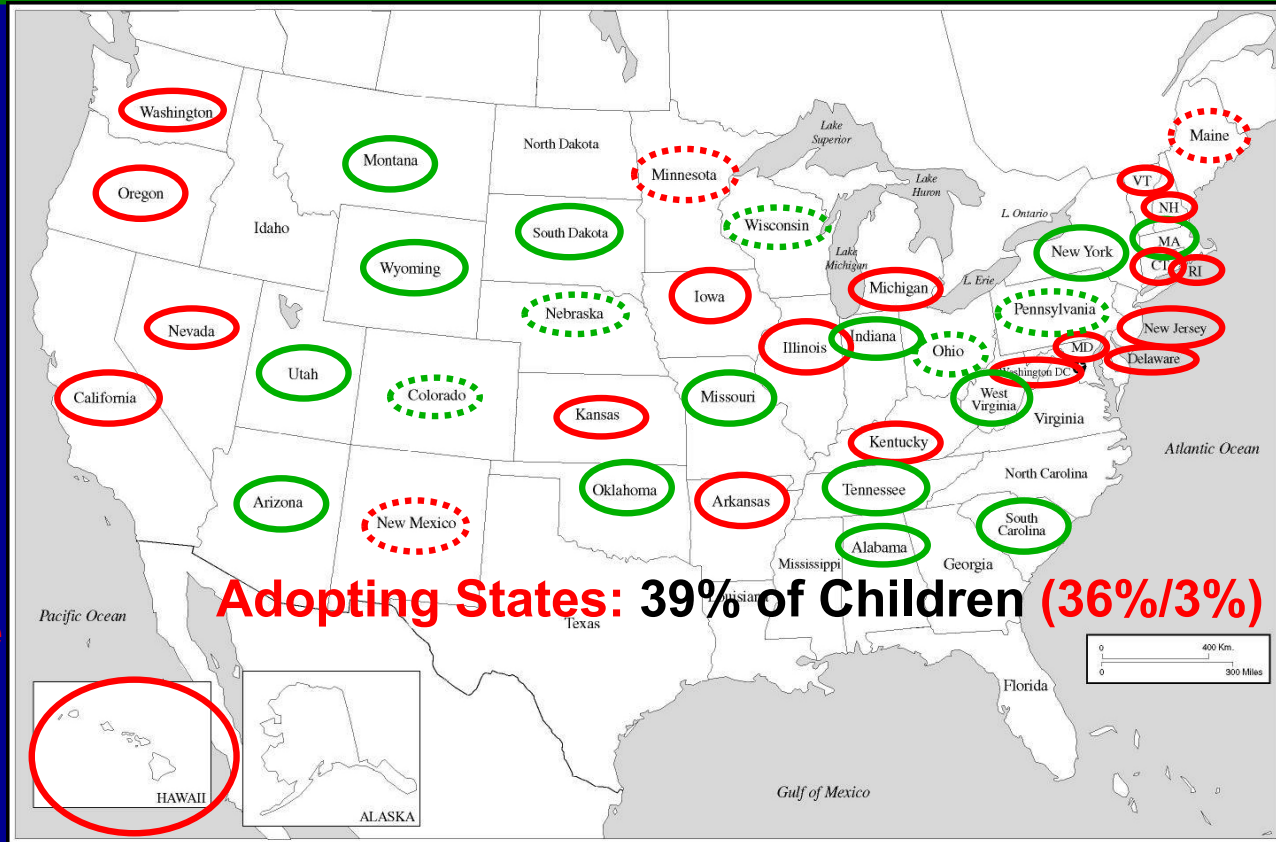 Washington
Montana
North Dakota
Minnesota
Lake
Superior
Maine
Oregon
Idaho
Wyoming
South Dakota
Wisconsin
Lake
Huron
VT
NH
L. Ontario
New York
MA
CT
RI
Lake
Michigan
Michigan
L. Erie
Iowa
Nebraska
Nevada
Pennsylvania
New Jersey
Illinois
Indiana
Ohio
MD
Delaware
Washington DC
Utah
Colorado
California
Kansas
Missouri
West
Virginia
Virginia
Kentucky
Atlantic Ocean
North Carolina
Arizona
New Mexico
Oklahoma
Arkansas
Tennessee
South
Carolina
Mississippi
Alabama
Georgia
Adopting States: 39% of Children (36%/3%)
Louisiana
Texas
Pacific Ocean
0
400 Km.
0
300 Miles
Florida
HAWAII
ALASKA
Gulf of Mexico